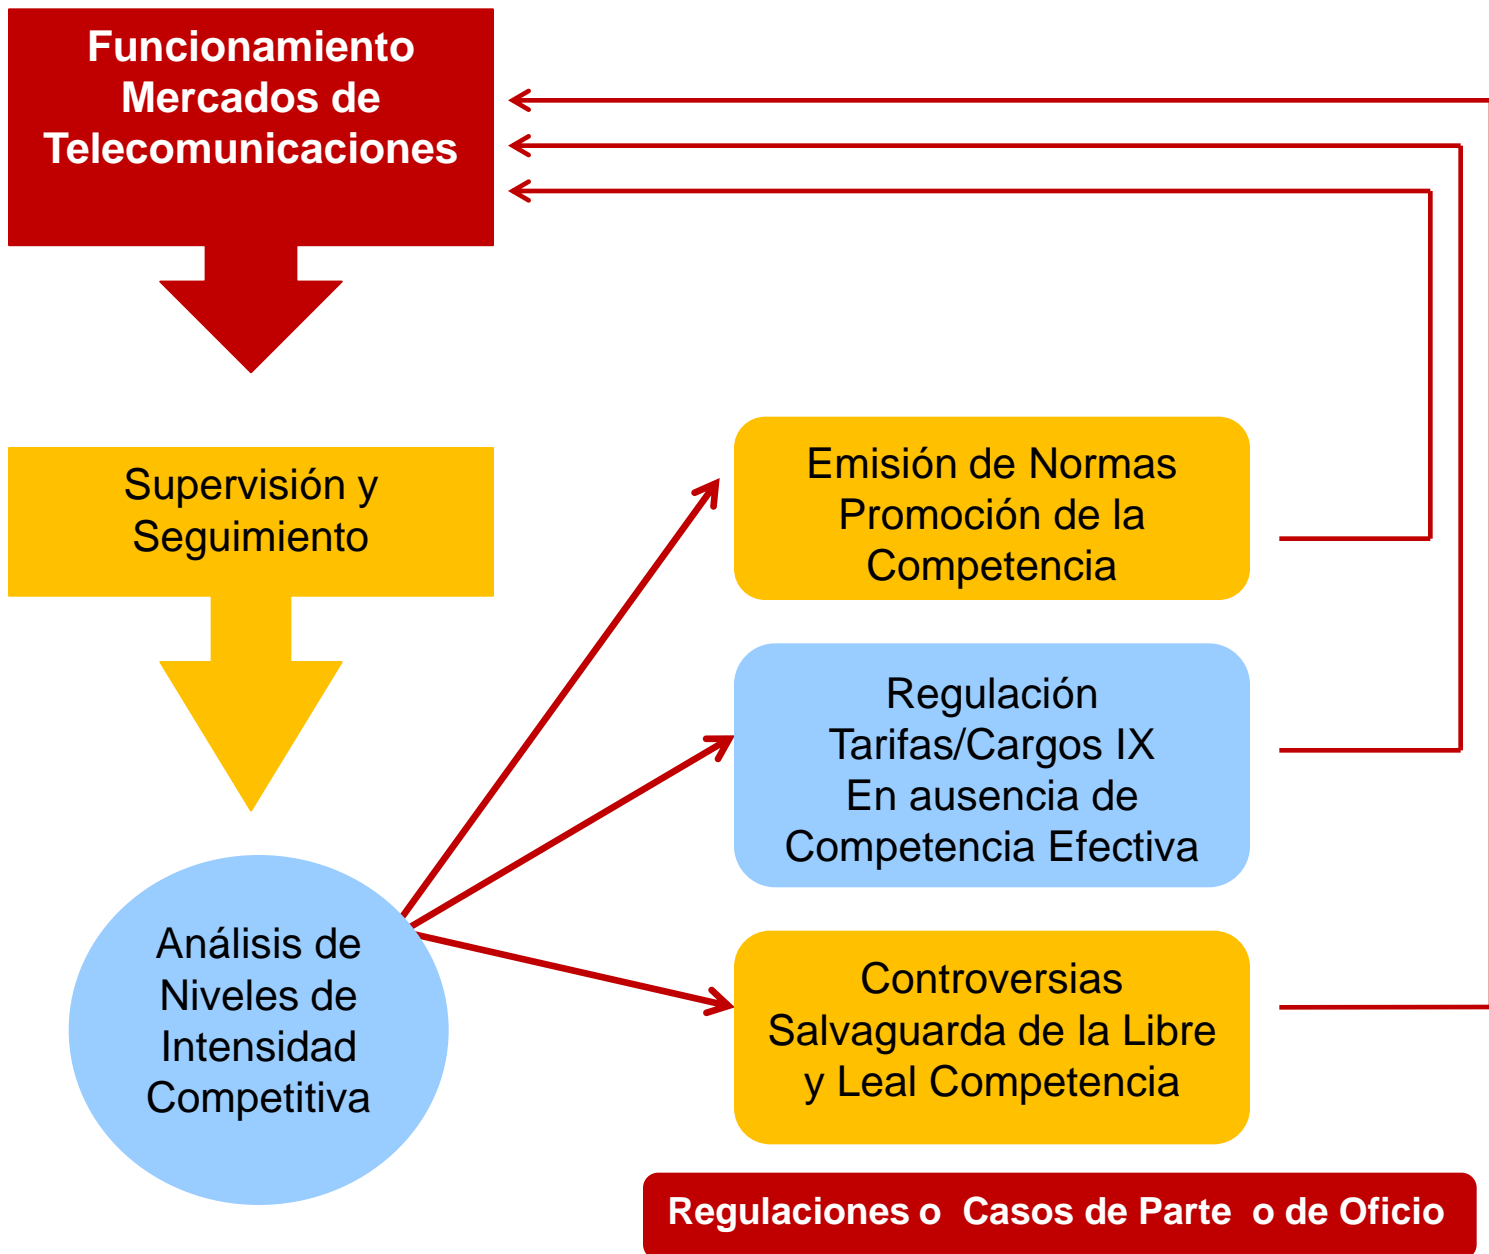 Funcionamiento
Mercados de
Telecomunicaciones
Supervisión y
Seguimiento
Análisis de
Niveles de
Intensidad
Competitiva
Emisión de Normas
Promoción de la
Competencia
Regulación
Tarifas/Cargos IX
En ausencia de
Competencia Efectiva
Controversias
Salvaguarda de la Libre
y Leal Competencia
Regulaciones o Casos de Parte o de Oficio